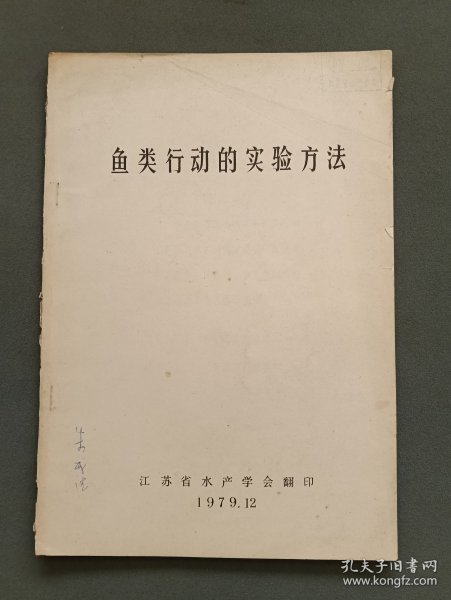 鱼类行动的实验方法
江苏省水产学会翻印
1979.12
孔夫子旧书网
www.kongfz.com